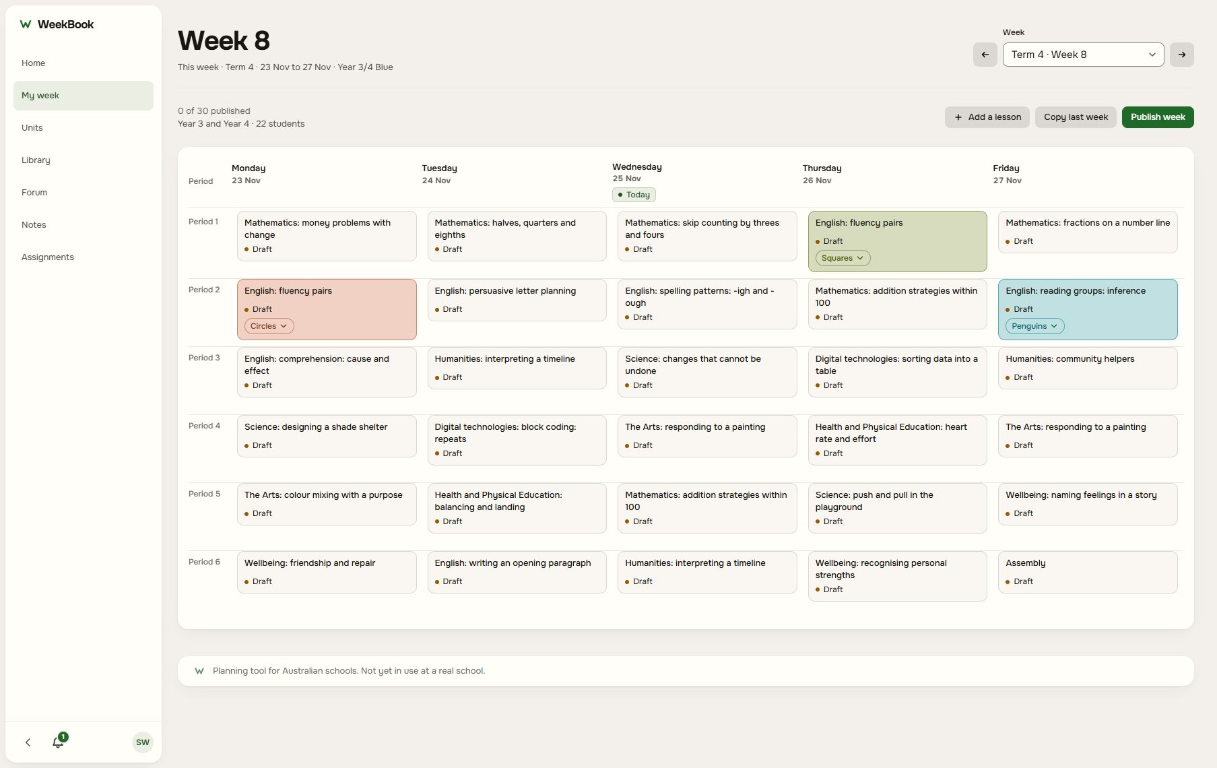 WeekBook
Home
My week
Units
Library
Forum
Notes
Assignments
1
SW
Week 8
This week · Term 4 · 23 Nov to 27 Nov · Year 3/4 Blue
Week
Term 4 · Week 8
0 of 30 published
Year 3 and Year 4 · 22 students
Add a lesson
Copy last week
Publish week
Period
Monday
23 Nov
Tuesday
24 Nov
Wednesday
25 Nov
Today
Thursday
26 Nov
Friday
27 Nov
Period 1
Mathematics: money problems with
change
Draft
Mathematics: halves, quarters and
eighths
Draft
Mathematics: skip counting by threes
and fours
Draft
English: fluency pairs
Draft
Squares
Mathematics: fractions on a number line
Draft
Period 2
English: fluency pairs
Draft
Circles
English: persuasive letter planning
Draft
English: spelling patterns: -igh and -
ough
Draft
Mathematics: addition strategies within
100
Draft
English: reading groups: inference
Draft
Penguins
Period 3
English: comprehension: cause and
effect
Draft
Humanities: interpreting a timeline
Draft
Science: changes that cannot be
undone
Draft
Digital technologies: sorting data into a
table
Draft
Humanities: community helpers
Draft
Period 4
Science: designing a shade shelter
Draft
Digital technologies: block coding:
repeats
Draft
The Arts: responding to a painting
Draft
Health and Physical Education: heart
rate and effort
Draft
The Arts: responding to a painting
Draft
Period 5
The Arts: colour mixing with a purpose
Draft
Health and Physical Education:
balancing and landing
Draft
Mathematics: addition strategies within
100
Draft
Science: push and pull in the
playground
Draft
Wellbeing: naming feelings in a story
Draft
Period 6
Wellbeing: friendship and repair
Draft
English: writing an opening paragraph
Draft
Humanities: interpreting a timeline
Draft
Wellbeing: recognising personal
strengths
Draft
Assembly
Draft
Planning tool for Australian schools. Not yet in use at a real school.